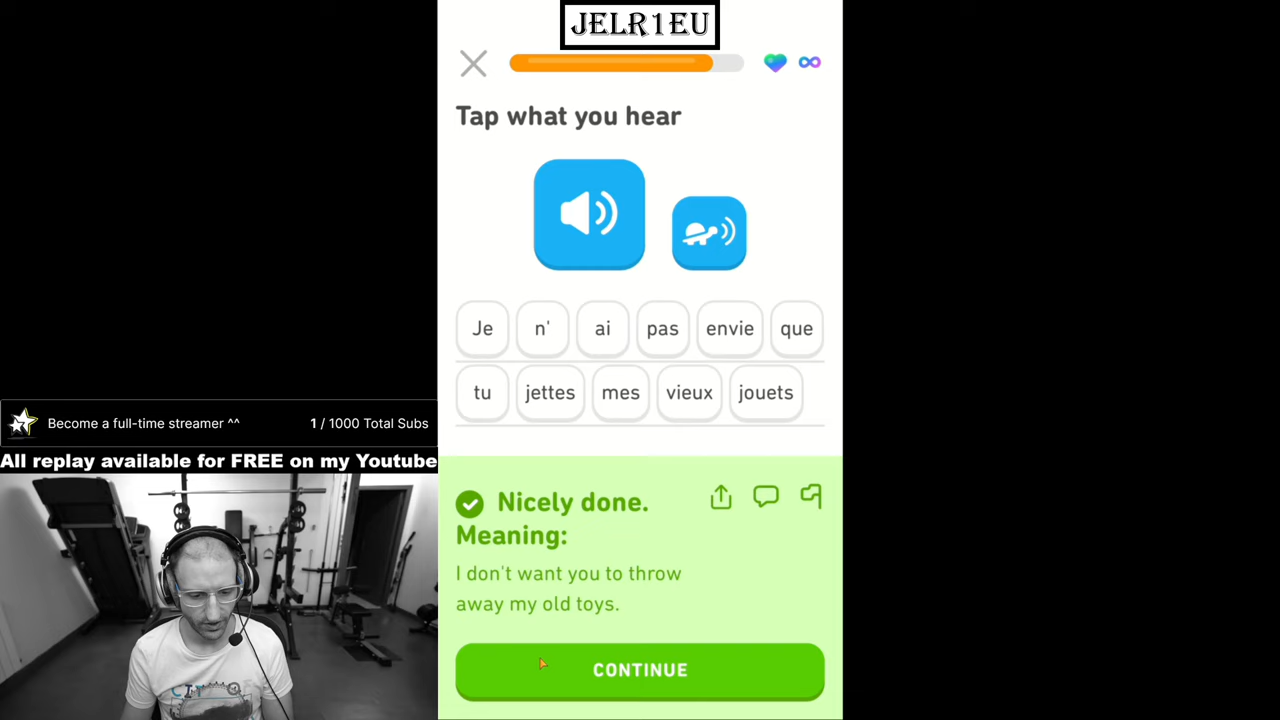 JELR1EU
Tap what you hear
Je n' ai pas envie que
tu jettes mes vieux jouets
Become a full-time streamer ^^ 1 / 1000 Total Subs
All replay available for FREE on my Youtube
Nicely done.
Meaning:
I don't want you to throw
away my old toys.
CONTINUE